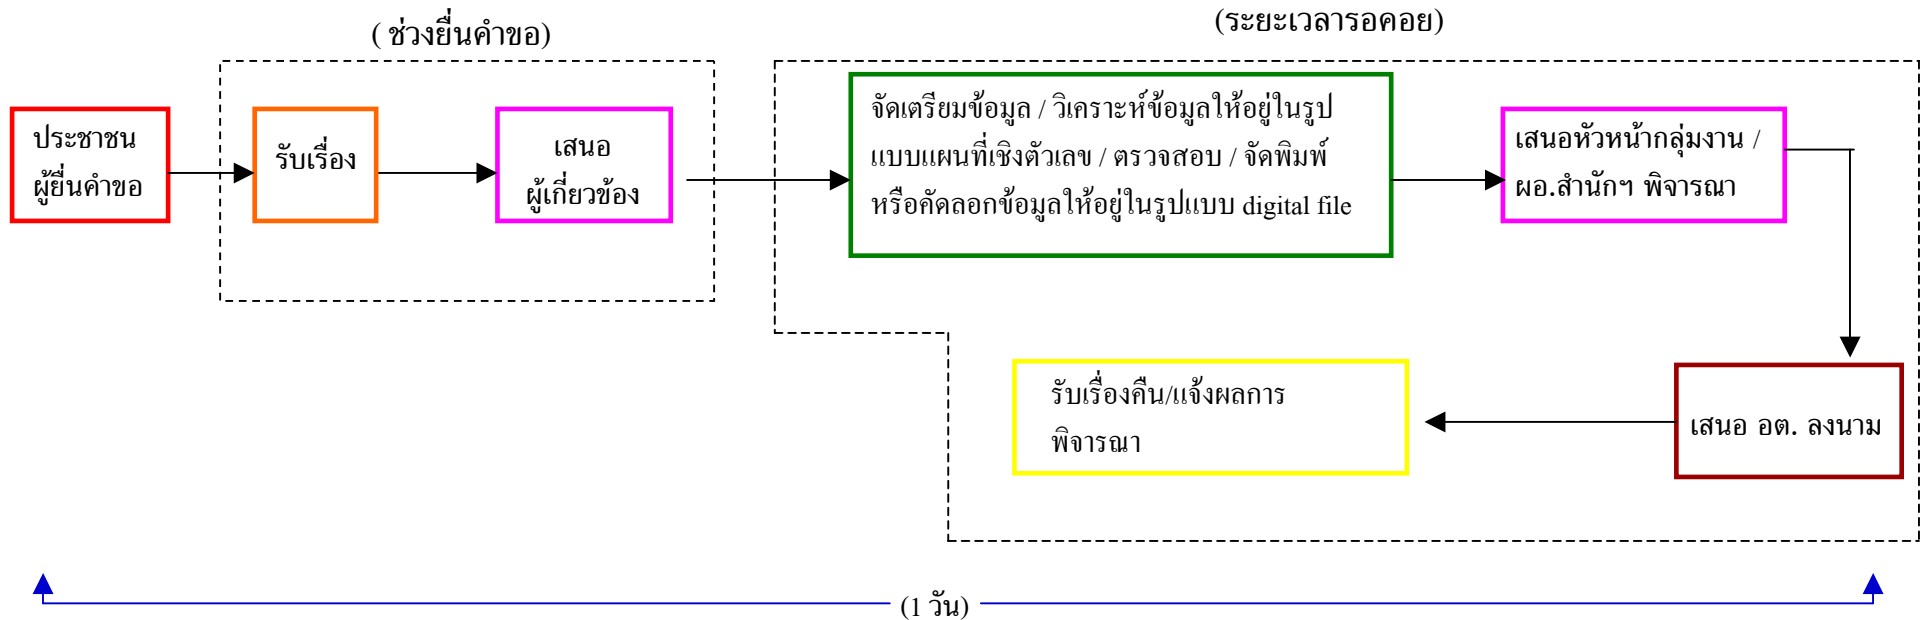 ( ช่วงยื่นคำขอ)
(ระยะเวลารอคอย)
ประชาชน
ผู้ยื่นคำขอ
รับเรื่อง
เสนอ
ผู้เกี่ยวข้อง
จัดเตรียมข้อมูล / วิเคราะห์ข้อมูลให้อยู่ในรูป
แบบแผนที่เชิงตัวเลข / ตรวจสอบ / จัดพิมพ์
หรือคัดลอกข้อมูลให้อยู่ในรูปแบบ digital file
เสนอหัวหน้ากลุ่มงาน /
ผอ.สำนักฯ พิจารณา
เสนอ อต. ลงนาม
รับเรื่องคืน/แจ้งผลการ
พิจารณา
(1 วัน)